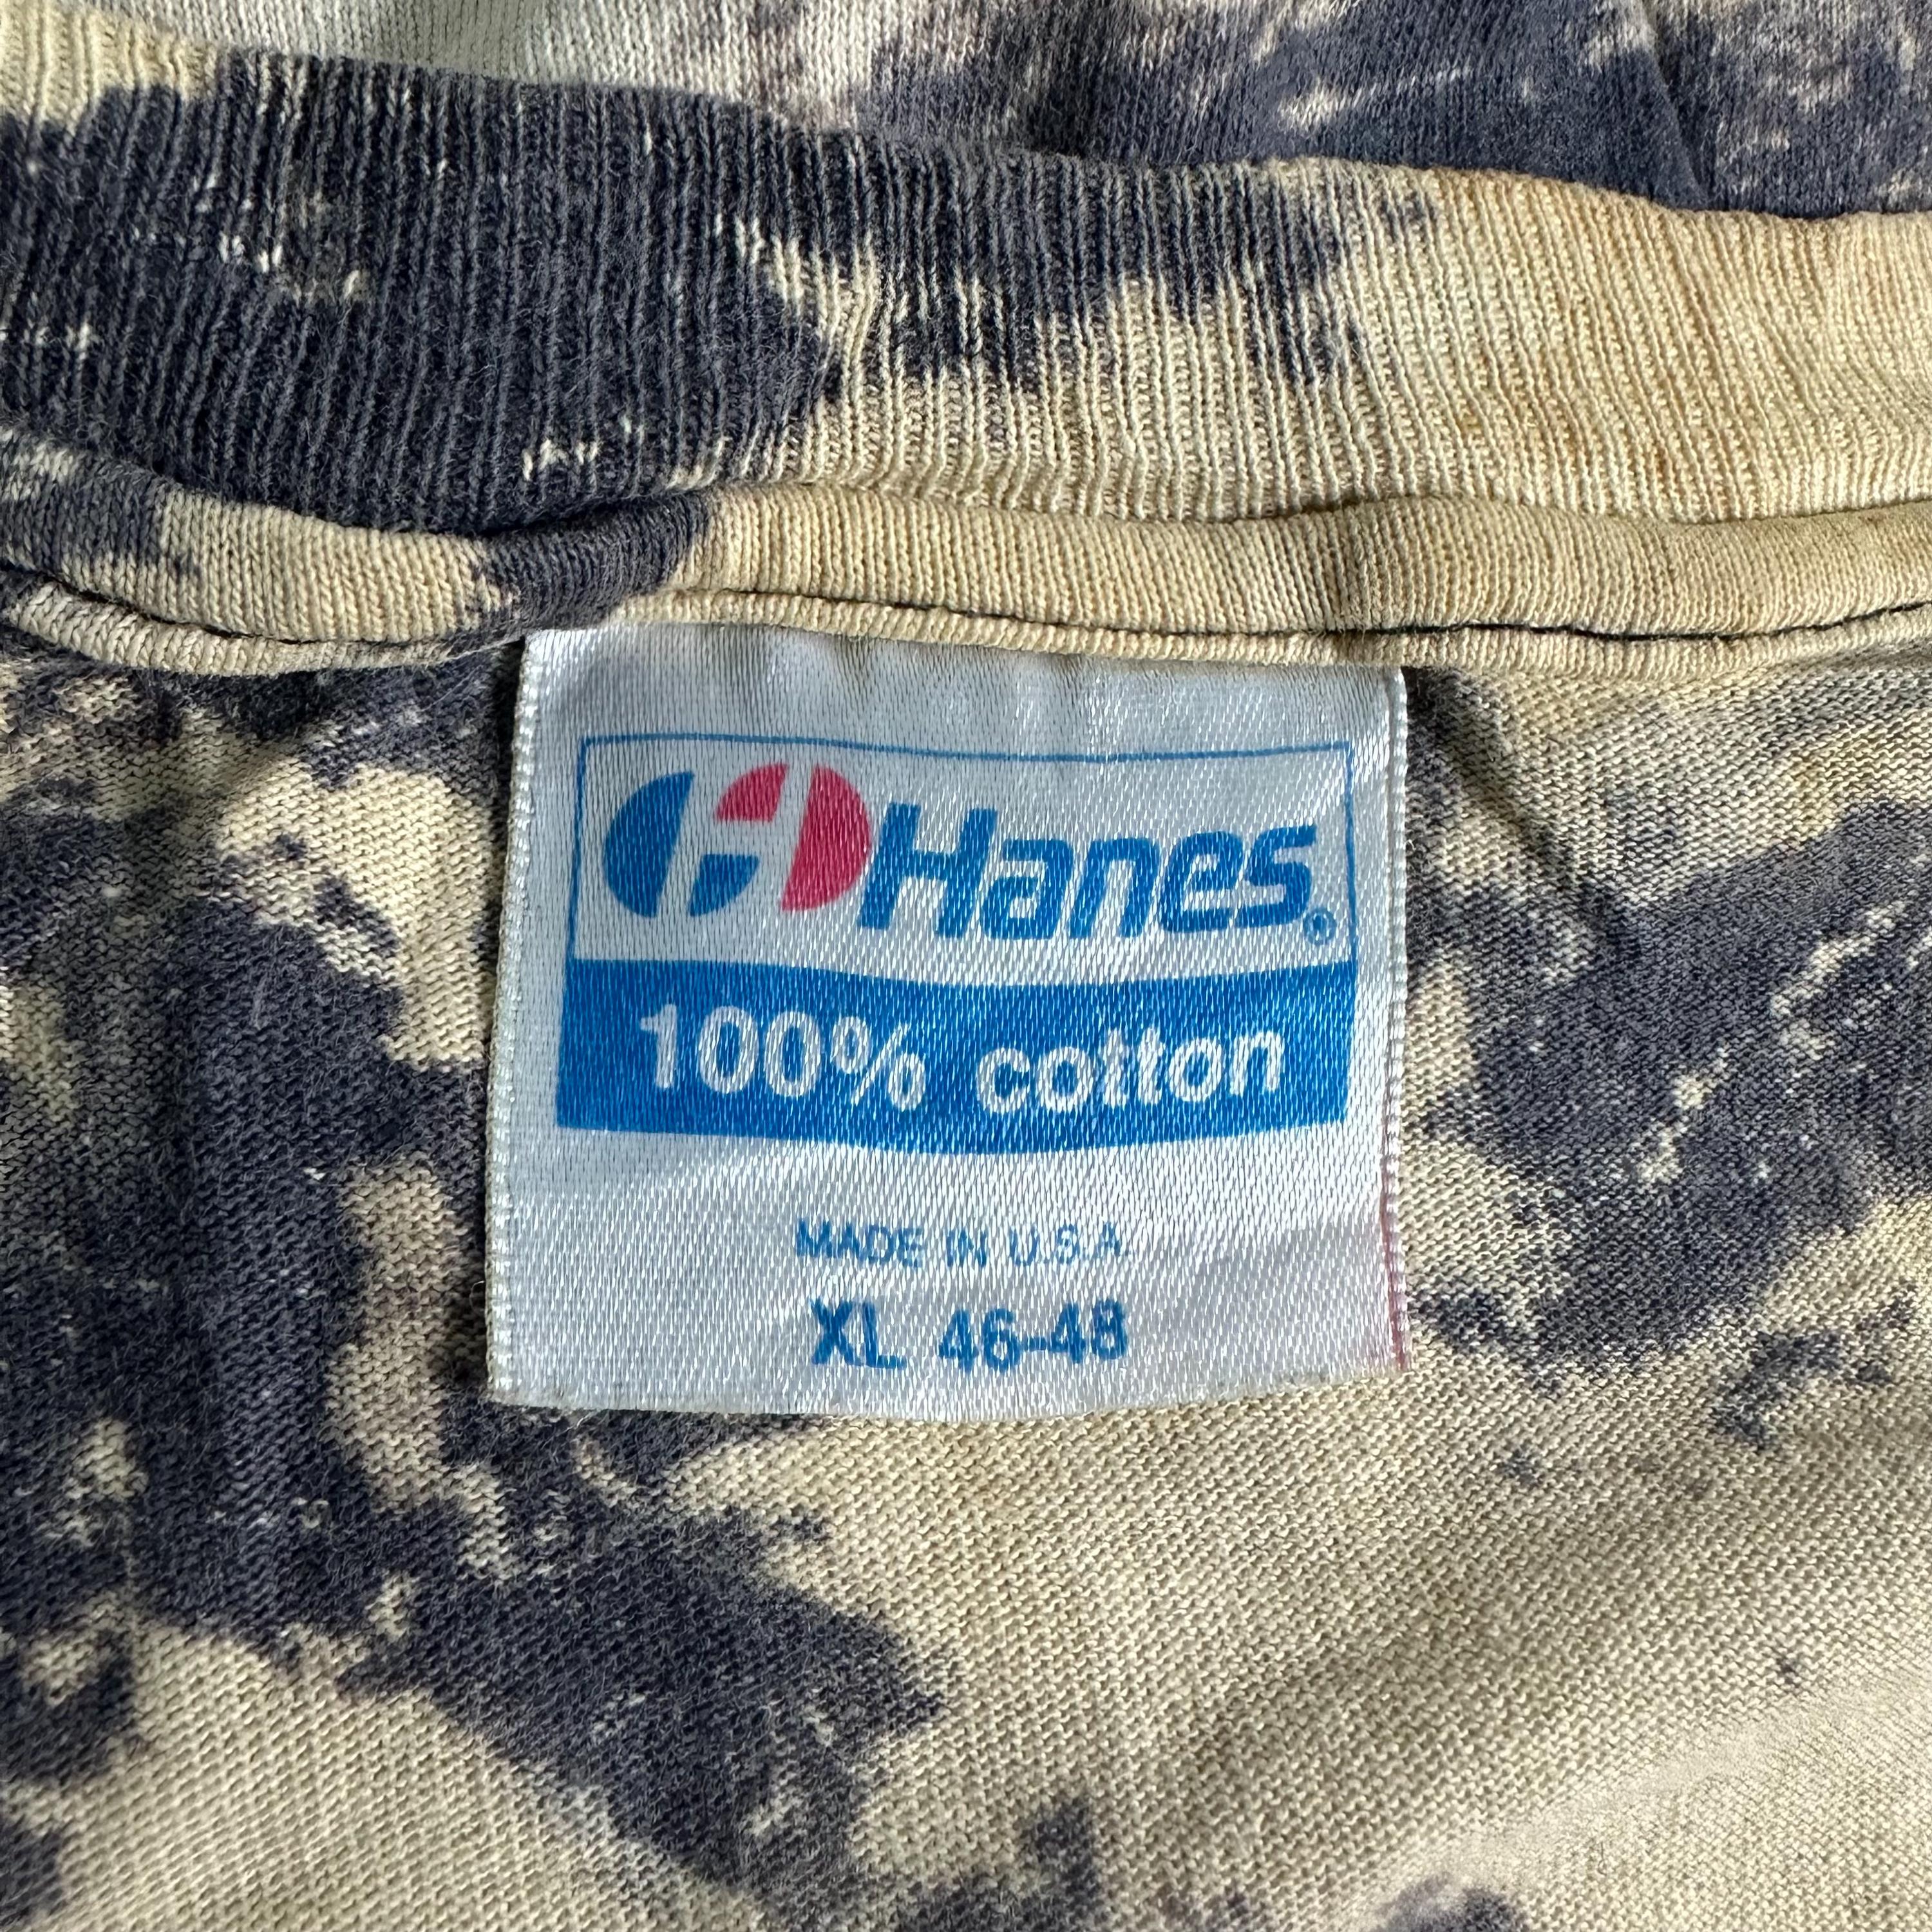 Hanes®
100% cotton
MADE IN U.S.A.
XL 46-48